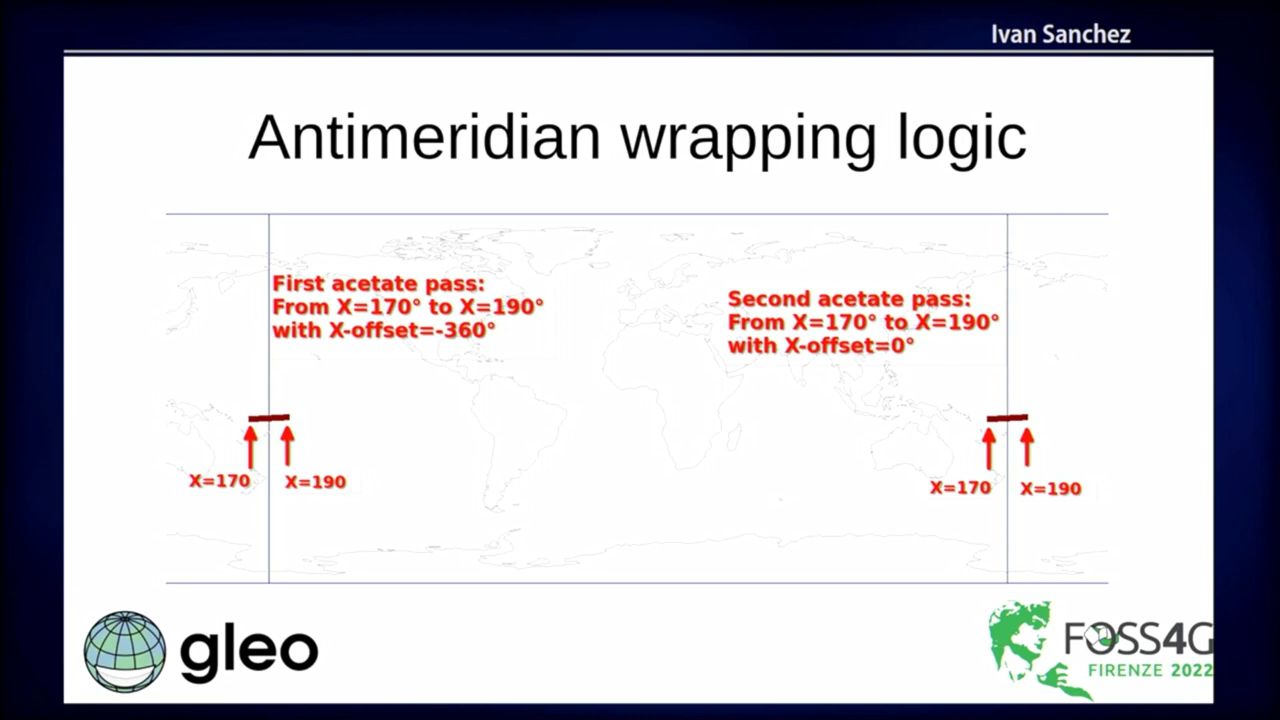 Ivan Sanchez
Antimeridian wrapping logic
First acetate pass:
From X=170° to X=190°
with X-offset=-360°
Second acetate pass:
From X=170° to X=190°
with X-offset=0°
X=170
X=190
X=170
X=190
gleo
FOSS4G
FIRENZE 2022